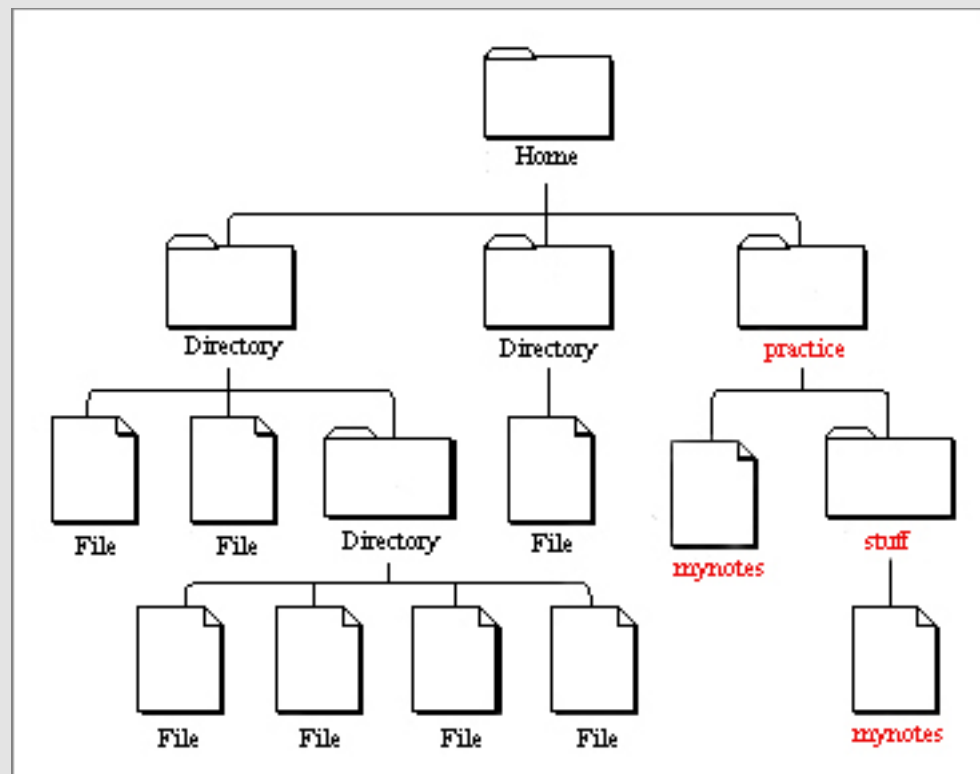 Home
Directory
Directory
practice
File
File
Directory
File
mynotes
stuff
File
File
File
File
mynotes